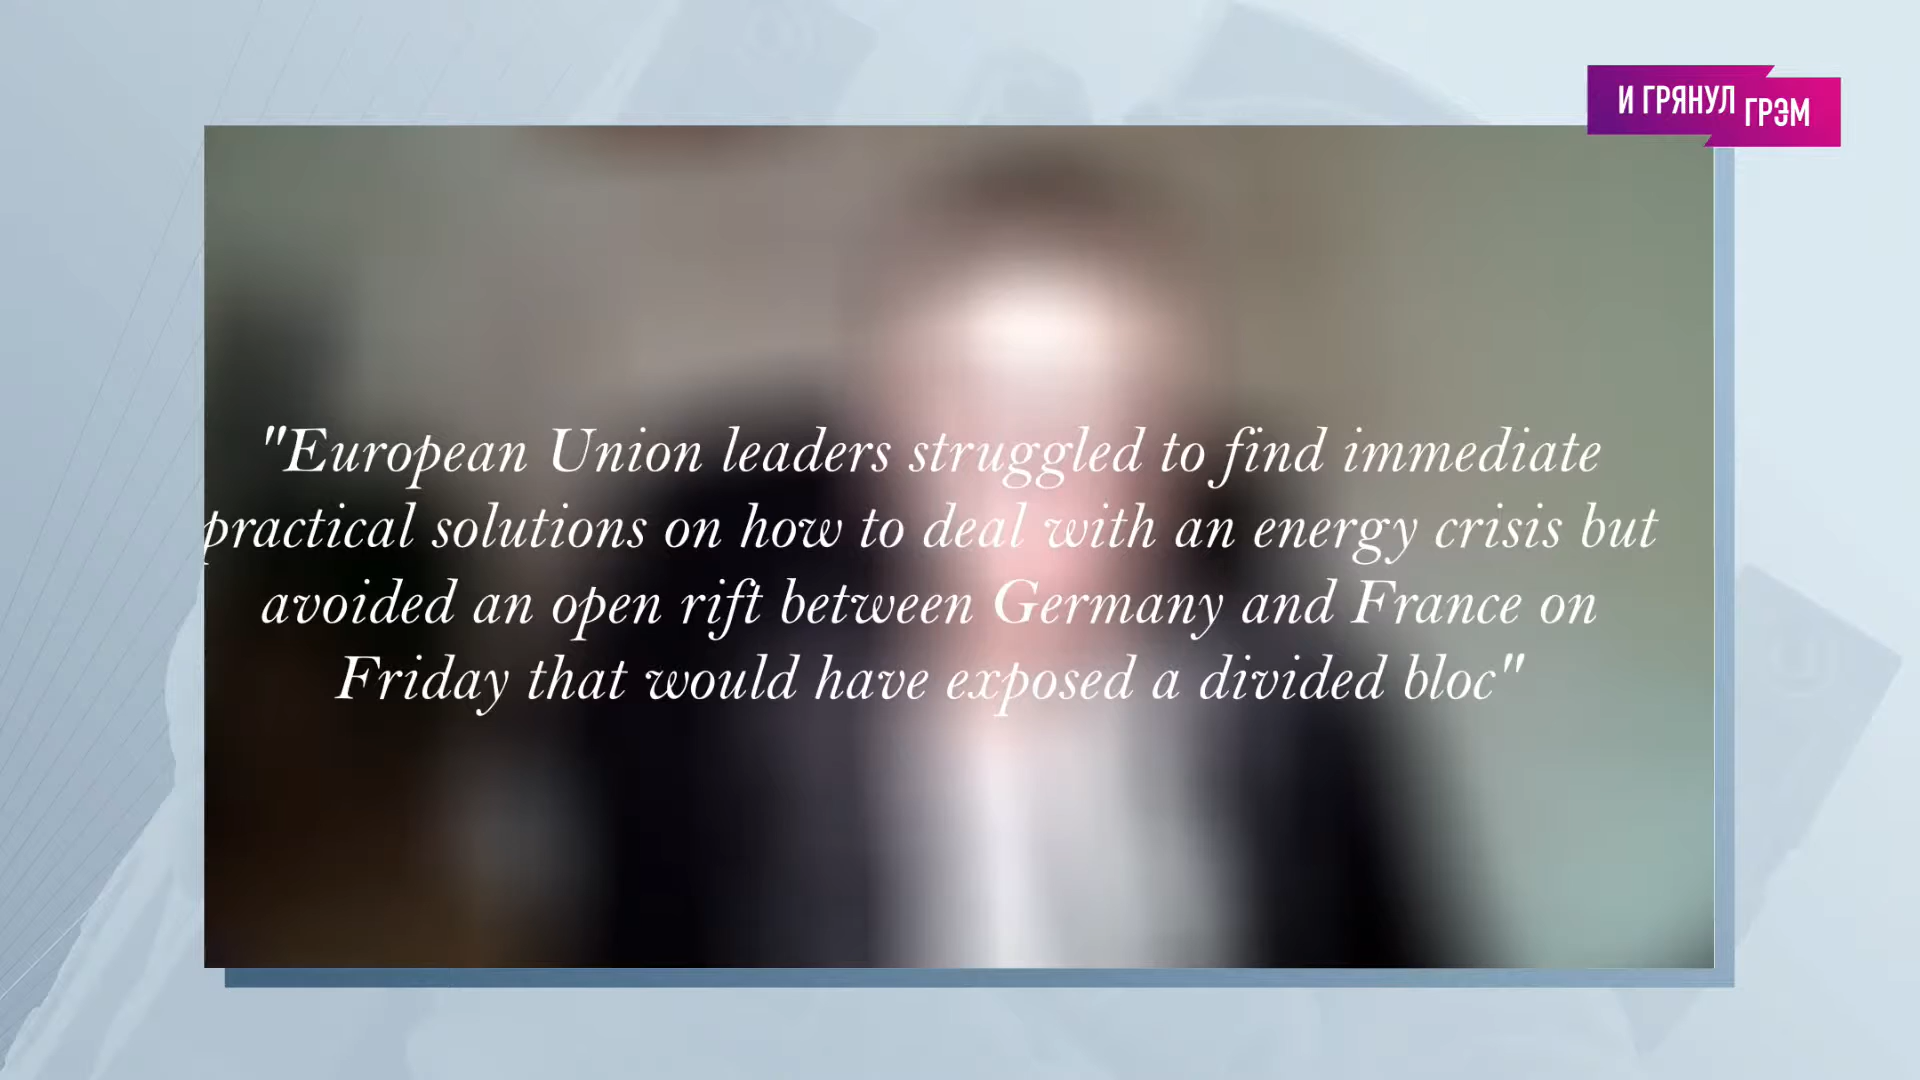 И ГРЯНУЛ
ГРЭМ
"European Union leaders struggled to find immediate
practical solutions on how to deal with an energy crisis but
avoided an open rift between Germany and France on
Friday that would have exposed a divided bloc"